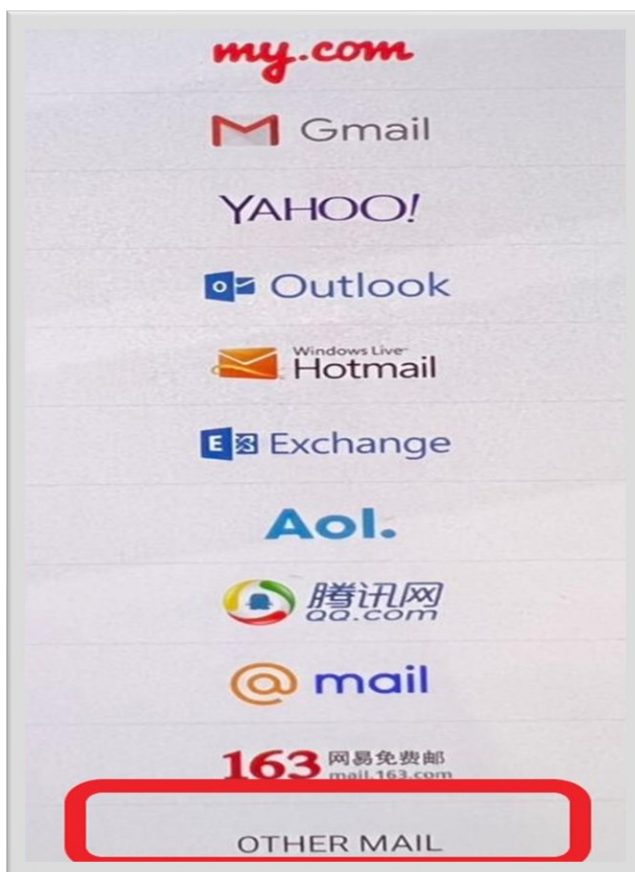 my.com
Gmail
YAHOO!
Outlook
Windows Live™
Hotmail
Exchange
Aol.
腾讯网
QQ.com
@ mail
163 网易免费邮
mail.163.com
OTHER MAIL